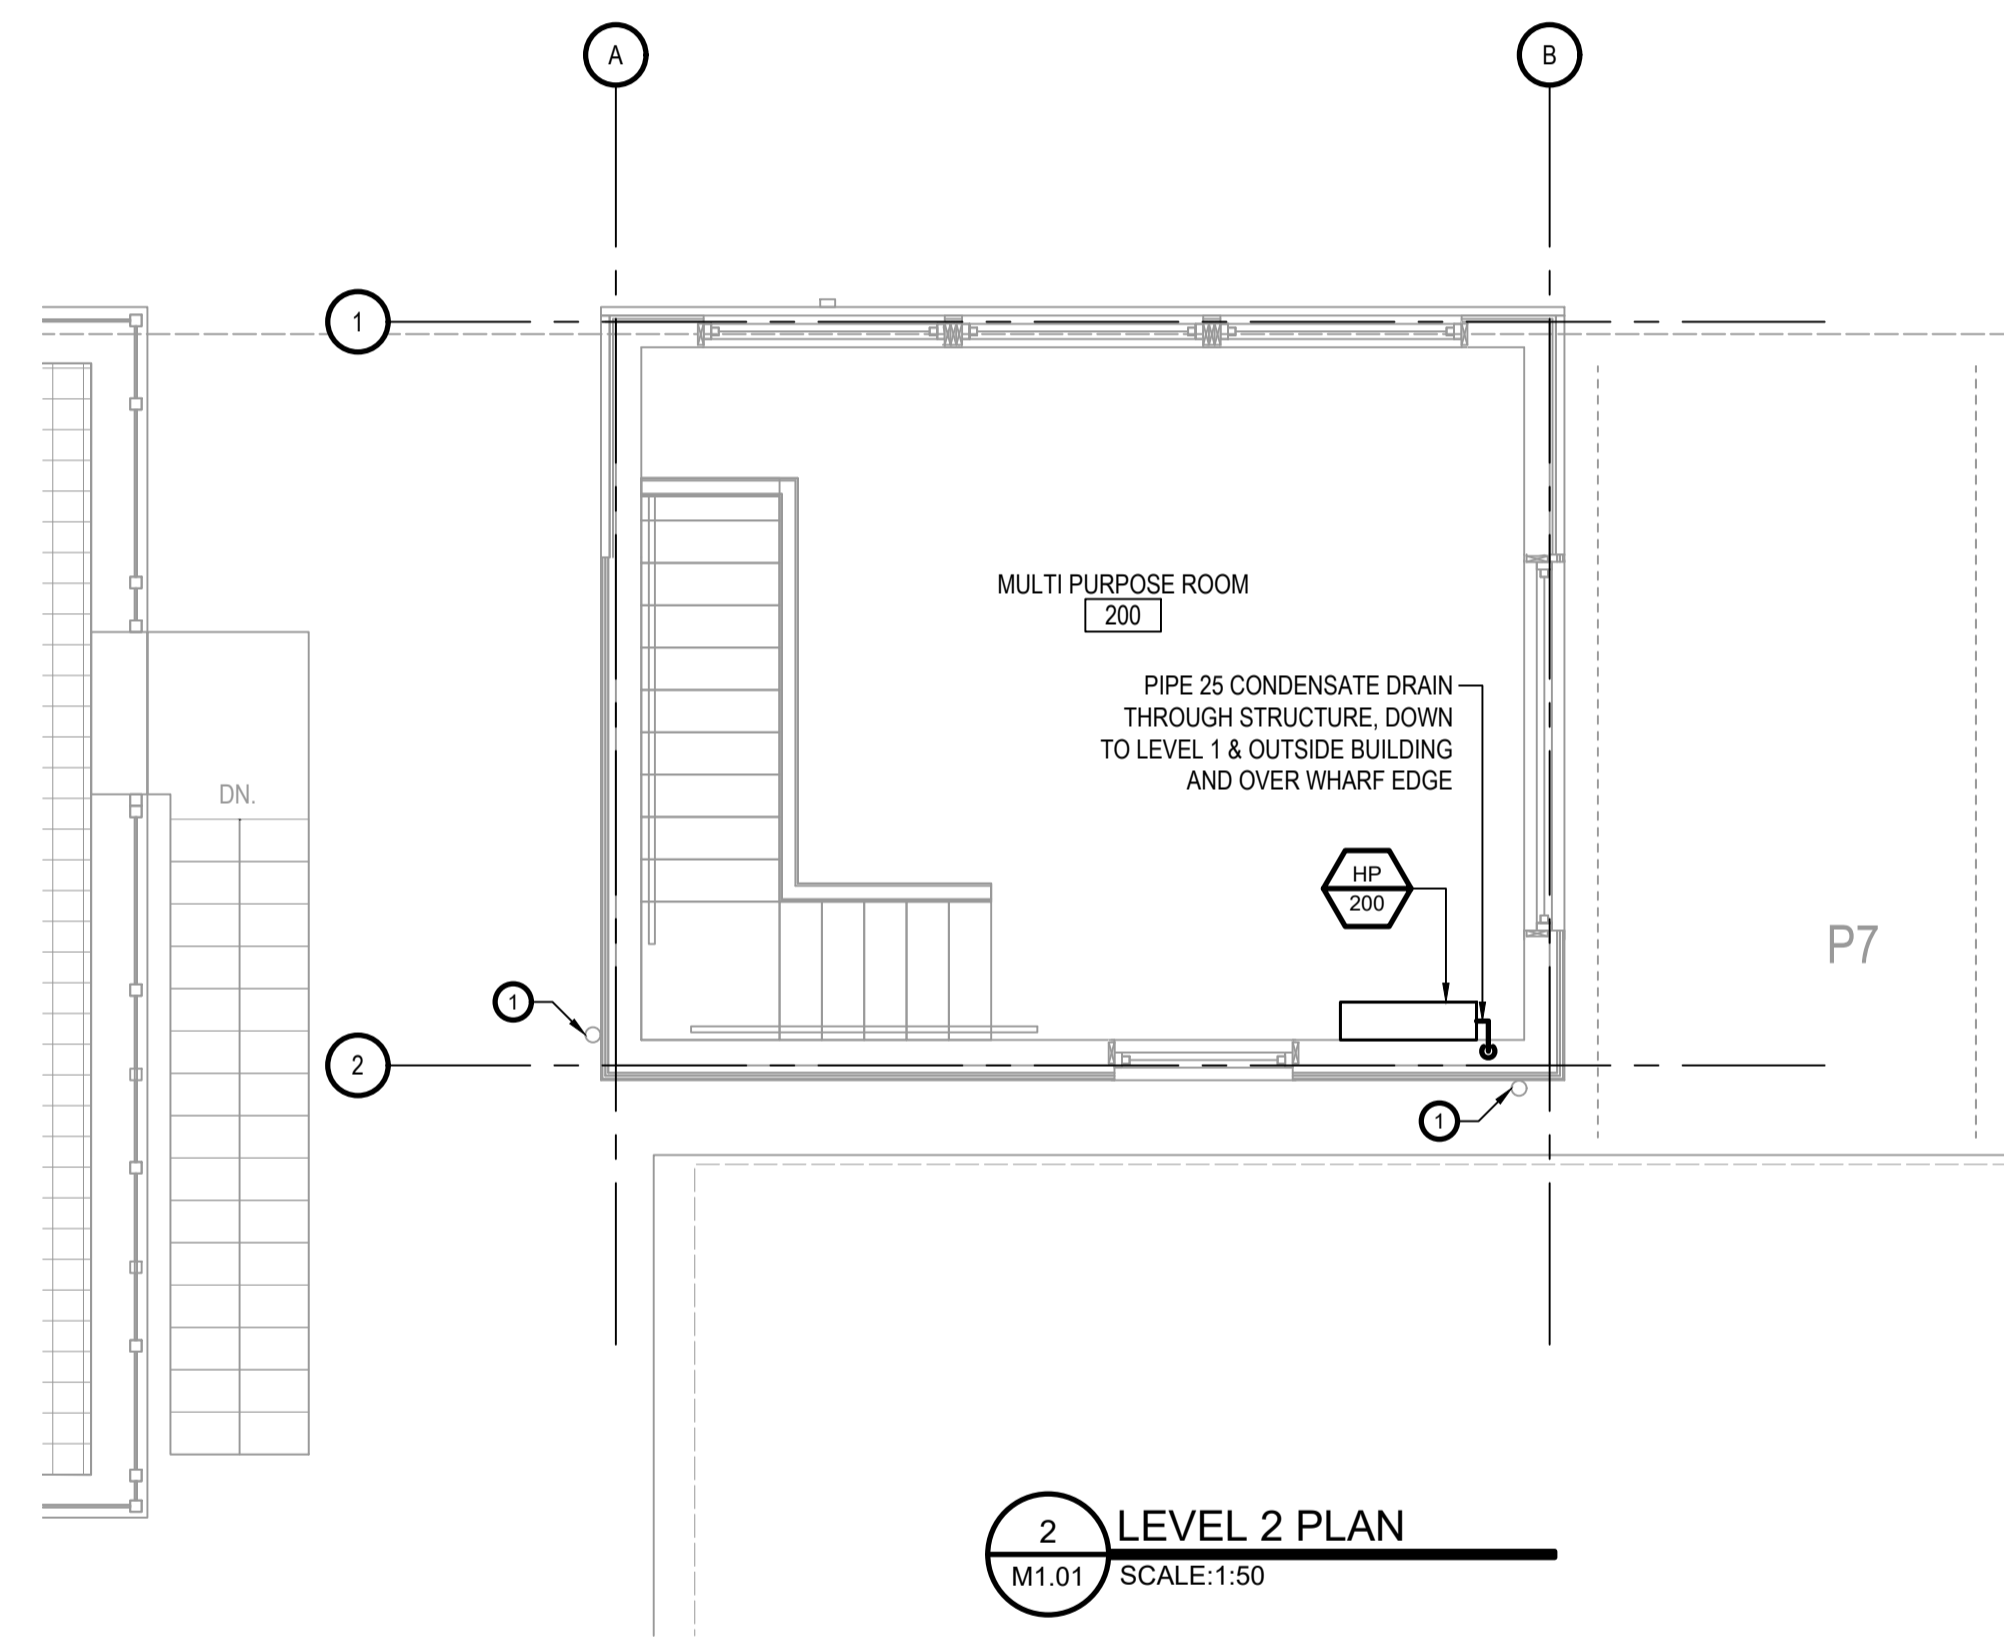 A
B
1
MULTI PURPOSE ROOM
200
PIPE 25 CONDENSATE DRAIN
THROUGH STRUCTURE, DOWN
TO LEVEL 1 & OUTSIDE BUILDING
AND OVER WHARF EDGE
DN.
HP
200
P7
1
2
1
2
LEVEL 2 PLAN
M1.01
SCALE:1:50